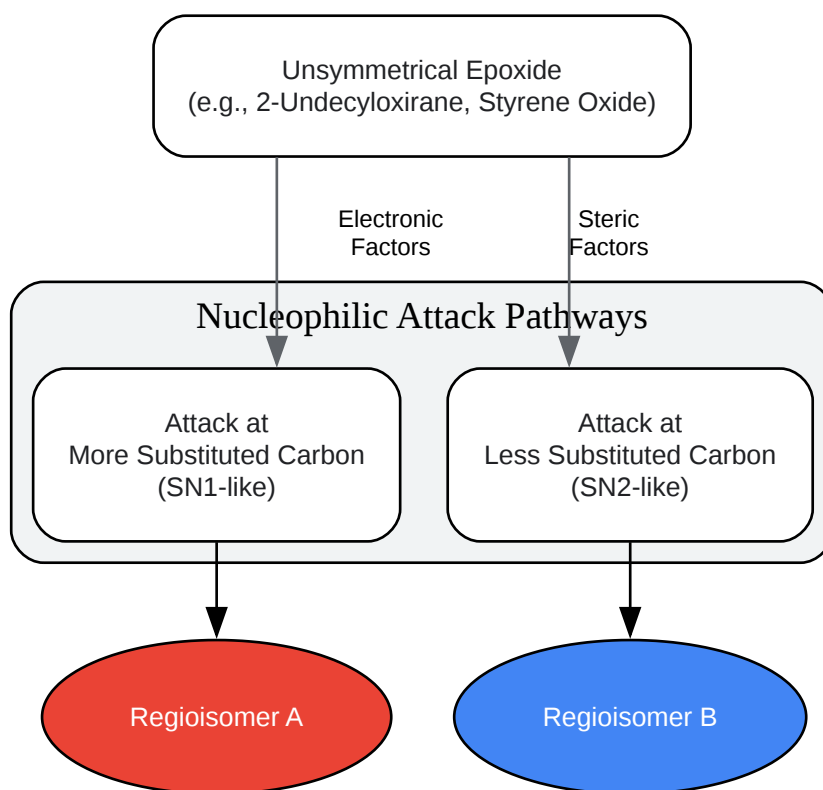 Unsymmetrical Epoxide
(e.g., 2-Undecyloxirane, Styrene Oxide)
Electronic
Factors
Steric
Factors
Nucleophilic Attack Pathways
Attack at
More Substituted Carbon
(SN1-like)
Attack at
Less Substituted Carbon
(SN2-like)
Regioisomer A
Regioisomer B